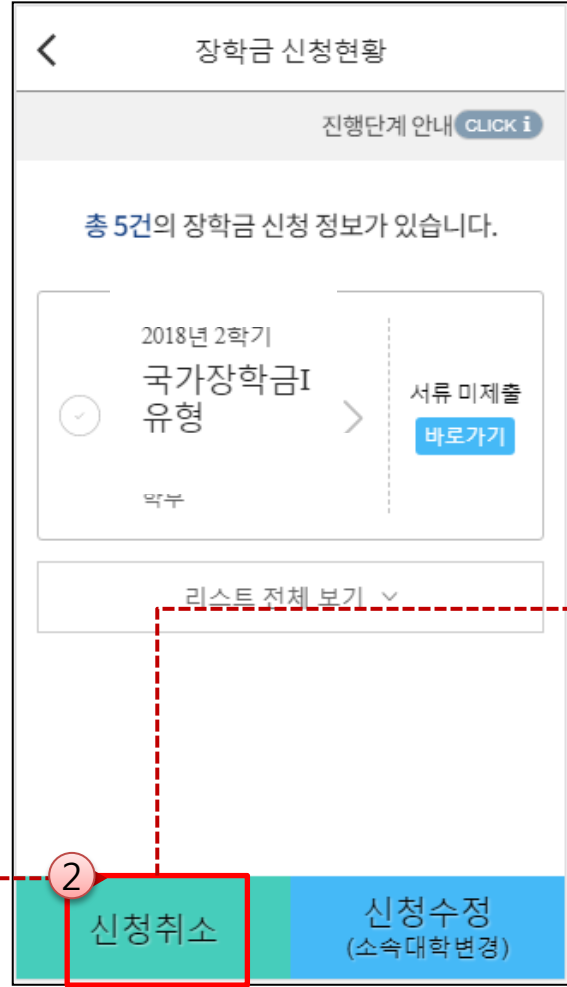 장학금 신청현황
진행단계 안내 CLICK i
총 5건의 장학금 신청 정보가 있습니다.
2018년 2학기
국가장학금I
유형
학부
서류 미제출
바로가기
리스트 전체 보기
2
신청취소
신청수정
(소속대학변경)